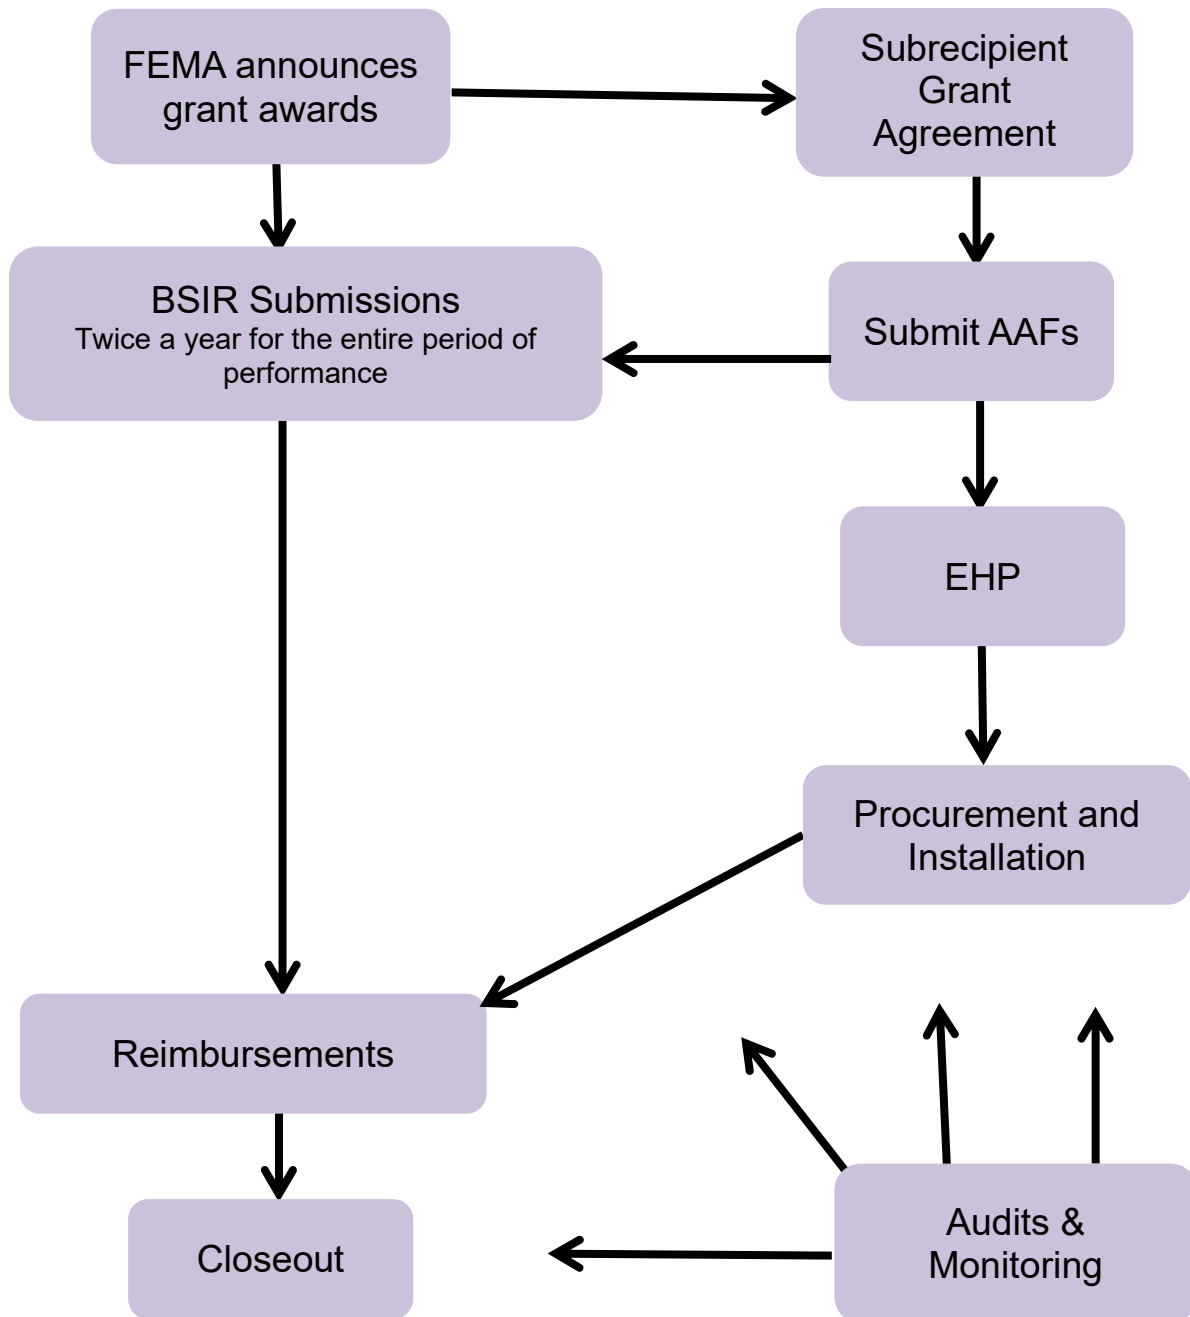 FEMA announces
grant awards
Subrecipient
Grant
Agreement
BSIR Submissions
Twice a year for the entire period of
performance
Submit AAFs
EHP
Procurement and
Installation
Reimbursements
Audits &
Monitoring
Closeout